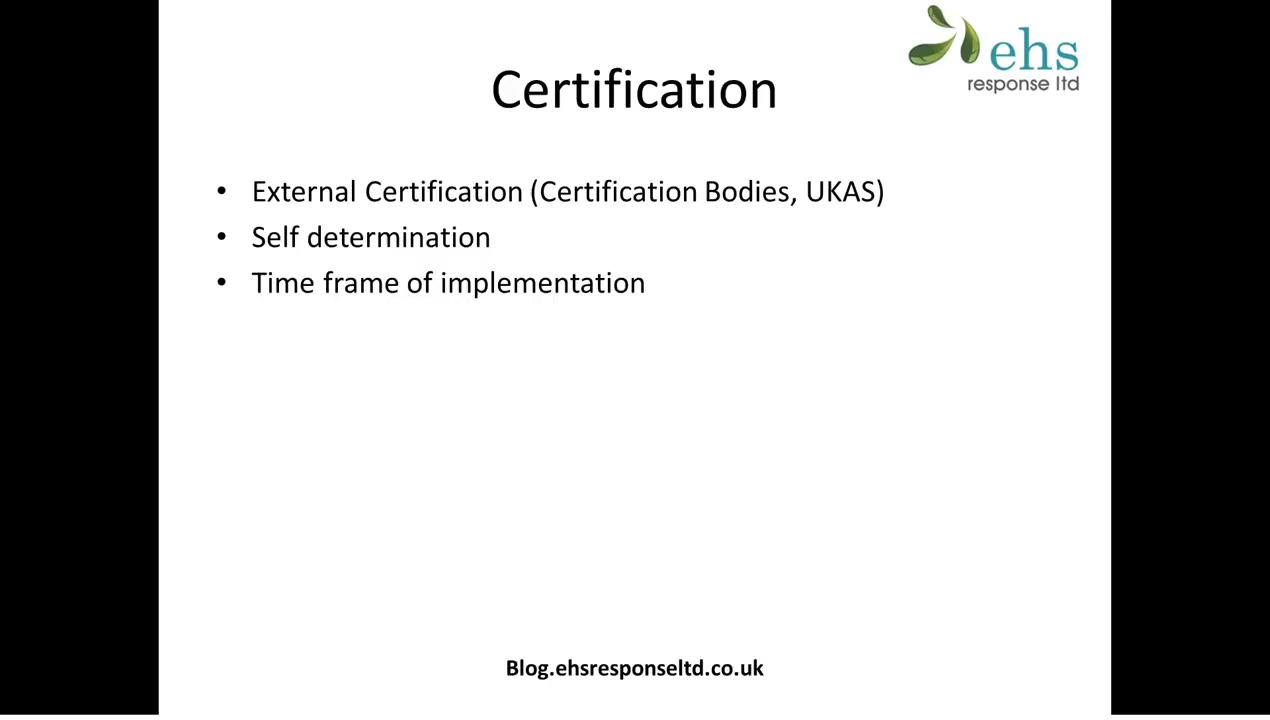 ehs
response ltd
Certification
• External Certification (Certification Bodies, UKAS)
• Self determination
• Time frame of implementation
Blog.ehsresponseltd.co.uk